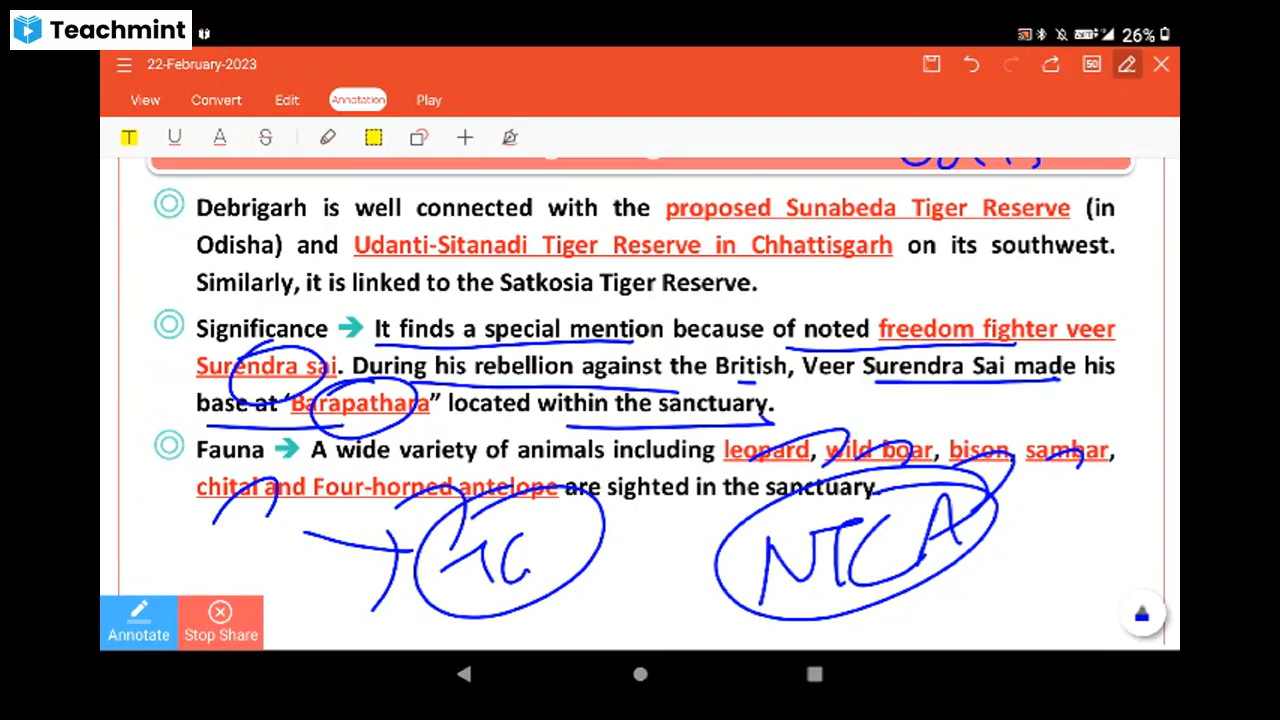 Teachmint
26%
22-February-2023
50
View Convert Edit Annotation Play
Debrigarh is well connected with the proposed Sunabeda Tiger Reserve (in
Odisha) and Udanti-Sitanadi Tiger Reserve in Chhattisgarh on its southwest.
Similarly, it is linked to the Satkosia Tiger Reserve.
Significance ➔ It finds a special mention because of noted freedom fighter veer
Surendra sai. During his rebellion against the British, Veer Surendra Sai made his
base at ‘Barapathara” located within the sanctuary.
Fauna ➔ A wide variety of animals including leopard, wild boar, bison, sambar,
chital and Four-horned antelope are sighted in the sanctuary.
NTCA
Annotate Stop Share